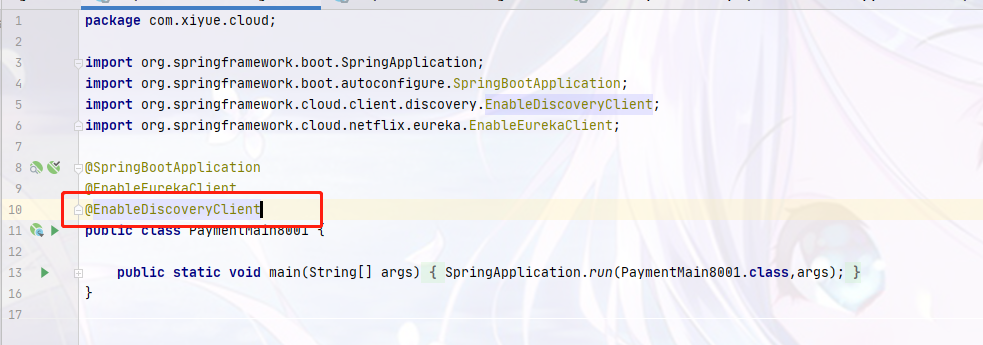 1 package com.xiyue.cloud;
2
3 import org.springframework.boot.SpringApplication;
4 import org.springframework.boot.autoconfigure.SpringBootApplication;
5 import org.springframework.cloud.client.discovery.EnableDiscoveryClient;
6 import org.springframework.cloud.netflix.eureka.EnableEurekaClient;
7
8 @SpringBootApplication
9 @EnableEurekaClient
10 @EnableDiscoveryClient
11 public class PaymentMain8001 {
12
13 public static void main(String[] args) { SpringApplication.run(PaymentMain8001.class,args); }
16 }
17